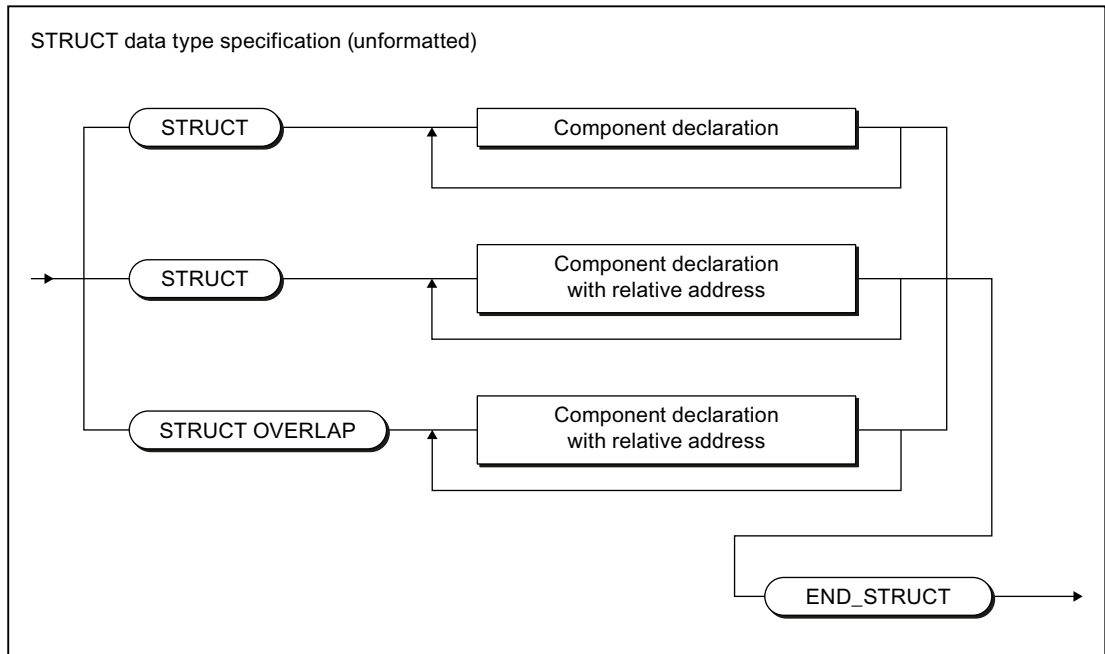 STRUCT data type specification (unformatted)
STRUCT
Component declaration
STRUCT
Component declaration
with relative address
STRUCT OVERLAP
Component declaration
with relative address
END_STRUCT